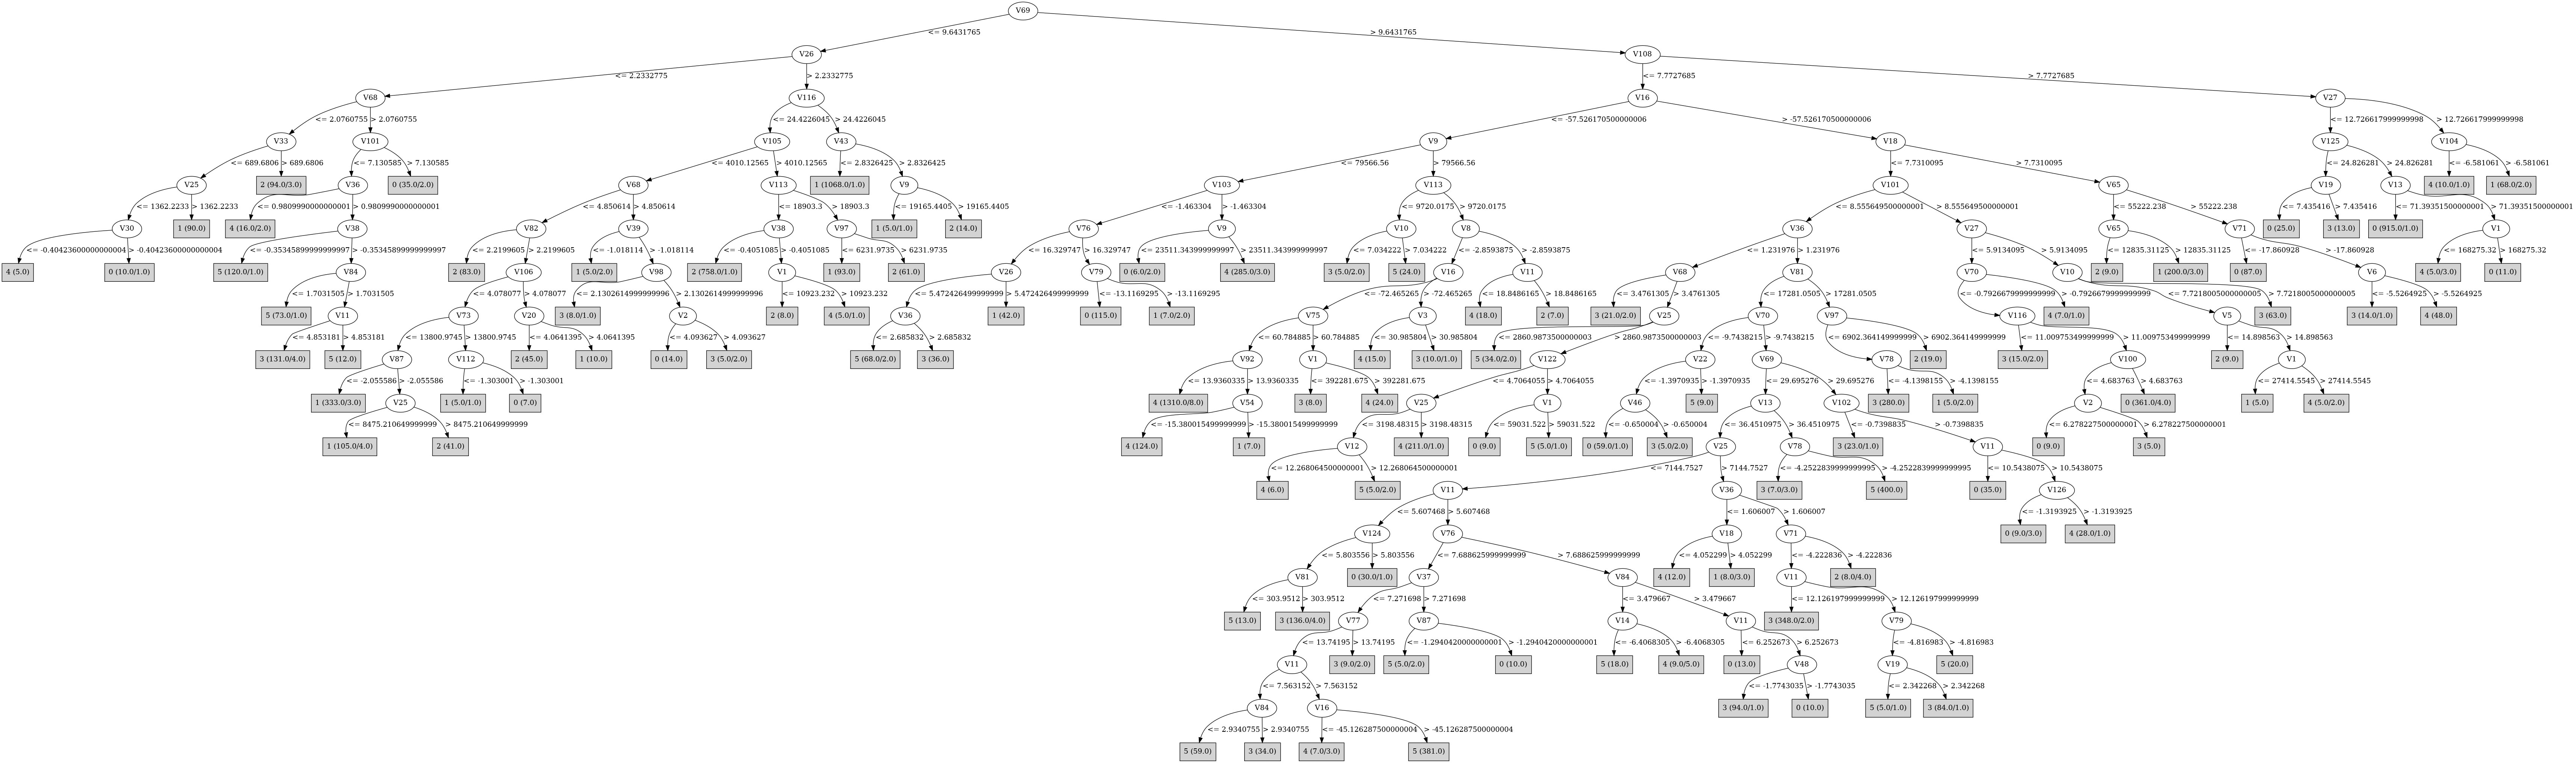 V69
<= 9.6431765 > 9.6431765
V26 V108
<= 2.2332775 > 2.2332775 <= 7.7727685 > 7.7727685
V68 V116 V16 V27
<= 2.0760755 > 2.0760755 <= 24.4226045 > 24.4226045 <= -57.526170500000006 > -57.526170500000006 <= 12.726617999999998 > 12.726617999999998
V33 V101 V105 V43 V9 V18 V125 V104
<= 689.6806 > 689.6806 <= 7.130585 > 7.130585 <= 4010.12565 > 4010.12565 <= 2.8326425 > 2.8326425 <= 79566.56 > 79566.56 <= 7.7310095 > 7.7310095 <= 24.826281 > 24.826281 <= -6.581061 > -6.581061
V25 2 (94.0/3.0) V36 0 (35.0/2.0) V68 V113 1 (1068.0/1.0) V9 V103 V113 V101 V65 V19 V13 4 (10.0/1.0) 1 (68.0/2.0)
<= 1362.2233 > 1362.2233 <= 0.9809990000000001 > 0.9809990000000001 <= 4.850614 > 4.850614 <= 18903.3 > 18903.3 <= 19165.4405 > 19165.4405 <= -1.463304 > -1.463304 <= 9720.0175 > 9720.0175 <= 8.555649500000001 > 8.555649500000001 <= 55222.238 > 55222.238 <= 7.435416 > 7.435416 <= 71.39351500000001 > 71.39351500000001
V30 1 (90.0) 4 (16.0/2.0) V38 V82 V39 V38 V97 1 (5.0/1.0) 2 (14.0) V76 V9 V10 V8 V36 V27 V65 V71 0 (25.0) 3 (13.0) 0 (915.0/1.0) V1
<= -0.40423600000000004 > -0.40423600000000004 <= -0.35345899999999997 > -0.35345899999999997 <= 2.2199605 > 2.2199605 <= -1.018114 > -1.018114 <= -0.4051085 > -0.4051085 <= 6231.9735 > 6231.9735 <= 16.329747 > 16.329747 <= 23511.343999999997 > 23511.343999999997 <= 7.034222 > 7.034222 <= -2.8593875 > -2.8593875 <= 1.231976 > 1.231976 <= 5.9134095 > 5.9134095 <= 12835.31125 > 12835.31125 <= -17.860928 > -17.860928 <= 168275.32 > 168275.32
4 (5.0) 0 (10.0/1.0) 5 (120.0/1.0) V84 2 (83.0) V106 1 (5.0/2.0) V98 2 (758.0/1.0) V1 1 (93.0) 2 (61.0) V26 V79 0 (6.0/2.0) 4 (285.0/3.0) 3 (5.0/2.0) 5 (24.0) V16 V11 V68 V81 V70 V10 2 (9.0) 1 (200.0/3.0) 0 (87.0) V6 4 (5.0/3.0) 0 (11.0)
<= 1.7031505 > 1.7031505 <= 4.078077 > 4.078077 <= 2.1302614999999996 > 2.1302614999999996 <= 10923.232 > 10923.232 <= 5.472426499999999 > 5.472426499999999 <= -13.1169295 > -13.1169295 <= -72.465265 > -72.465265 <= 18.8486165 > 18.8486165 <= 3.4761305 > 3.4761305 <= 17281.0505 > 17281.0505 <= -0.7926679999999999 > -0.7926679999999999 <= 7.7218005000000005 > 7.7218005000000005 <= -5.5264925 > -5.5264925
5 (73.0/1.0) V11 V73 V20 3 (8.0/1.0) V2 2 (8.0) 4 (5.0/1.0) V36 1 (42.0) 0 (115.0) 1 (7.0/2.0) V75 V3 4 (18.0) 2 (7.0) 3 (21.0/2.0) V25 V70 V97 V116 4 (7.0/1.0) V5 3 (63.0) 3 (14.0/1.0) 4 (48.0)
<= 4.853181 > 4.853181 <= 13800.9745 > 13800.9745 <= 4.0641395 > 4.0641395 <= 4.093627 > 4.093627 <= 2.685832 > 2.685832 <= 60.784885 > 60.784885 <= 30.985804 > 30.985804 <= 2860.9873500000003 > 2860.9873500000003 <= -9.7438215 > -9.7438215 <= 6902.364149999999 > 6902.364149999999 <= 11.009753499999999 > 11.009753499999999 <= 14.898563 > 14.898563
3 (131.0/4.0) 5 (12.0) V87 V112 2 (45.0) 1 (10.0) 0 (14.0) 3 (5.0/2.0) 5 (68.0/2.0) 3 (36.0) V92 V1 4 (15.0) 3 (10.0/1.0) 5 (34.0/2.0) V122 V22 V69 V78 2 (19.0) 3 (15.0/2.0) V100 2 (9.0) V1
<= -2.055586 > -2.055586 <= -1.303001 > -1.303001 <= 13.9360335 > 13.9360335 <= 392281.675 > 392281.675 <= 4.7064055 > 4.7064055 <= -1.3970935 > -1.3970935 <= 29.695276 > 29.695276 <= -4.1398155 > -4.1398155 <= 4.683763 > 4.683763 <= 27414.5545 > 27414.5545
1 (333.0/3.0) V25 1 (5.0/1.0) 0 (7.0) 4 (1310.0/8.0) V54 3 (8.0) 4 (24.0) V25 V1 V46 5 (9.0) V13 V102 3 (280.0) 1 (5.0/2.0) V2 0 (361.0/4.0) 1 (5.0) 4 (5.0/2.0)
<= 8475.210649999999 > 8475.210649999999 <= -15.380015499999999 > -15.380015499999999 <= 3198.48315 > 3198.48315 <= 59031.522 > 59031.522 <= -0.650004 > -0.650004 <= 36.4510975 > 36.4510975 <= -0.7398835 > -0.7398835 <= 6.278227500000001 > 6.278227500000001
1 (105.0/4.0) 2 (41.0) 4 (124.0) 1 (7.0) V12 4 (211.0/1.0) 0 (9.0) 5 (5.0/1.0) 0 (59.0/1.0) 3 (5.0/2.0) V25 V78 3 (23.0/1.0) V11 0 (9.0) 3 (5.0)
<= 12.268064500000001 > 12.268064500000001 <= 7144.7527 > 7144.7527 <= -4.2522839999999995 > -4.2522839999999995 <= 10.5438075 > 10.5438075
4 (6.0) 5 (5.0/2.0) V11 V36 3 (7.0/3.0) 5 (400.0) 0 (35.0) V126
<= 5.607468 > 5.607468 <= 1.606007 > 1.606007 <= -1.3193925 > -1.3193925
V124 V76 V18 V71 0 (9.0/3.0) 4 (28.0/1.0)
<= 5.803556 > 5.803556 <= 7.688625999999999 > 7.688625999999999 <= 4.052299 > 4.052299 <= -4.222836 > -4.222836
V81 0 (30.0/1.0) V37 V84 4 (12.0) 1 (8.0/3.0) V11 2 (8.0/4.0)
<= 303.9512 > 303.9512 <= 7.271698 > 7.271698 <= 3.479667 > 3.479667 <= 12.126197999999999 > 12.126197999999999
5 (13.0) 3 (136.0/4.0) V77 V87 V14 V11 3 (348.0/2.0) V79
<= 13.74195 > 13.74195 <= -1.2940420000000001 > -1.2940420000000001 <= -6.4068305 > -6.4068305 <= 6.252673 > 6.252673 <= -4.816983 > -4.816983
V11 3 (9.0/2.0) 5 (5.0/2.0) 0 (10.0) 5 (18.0) 4 (9.0/5.0) 0 (13.0) V48 V19 5 (20.0)
<= 7.563152 > 7.563152 <= -1.7743035 > -1.7743035 <= 2.342268 > 2.342268
V84 V16 3 (94.0/1.0) 0 (10.0) 5 (5.0/1.0) 3 (84.0/1.0)
<= 2.9340755 > 2.9340755 <= -45.126287500000004 > -45.126287500000004
5 (59.0) 3 (34.0) 4 (7.0/3.0) 5 (381.0)